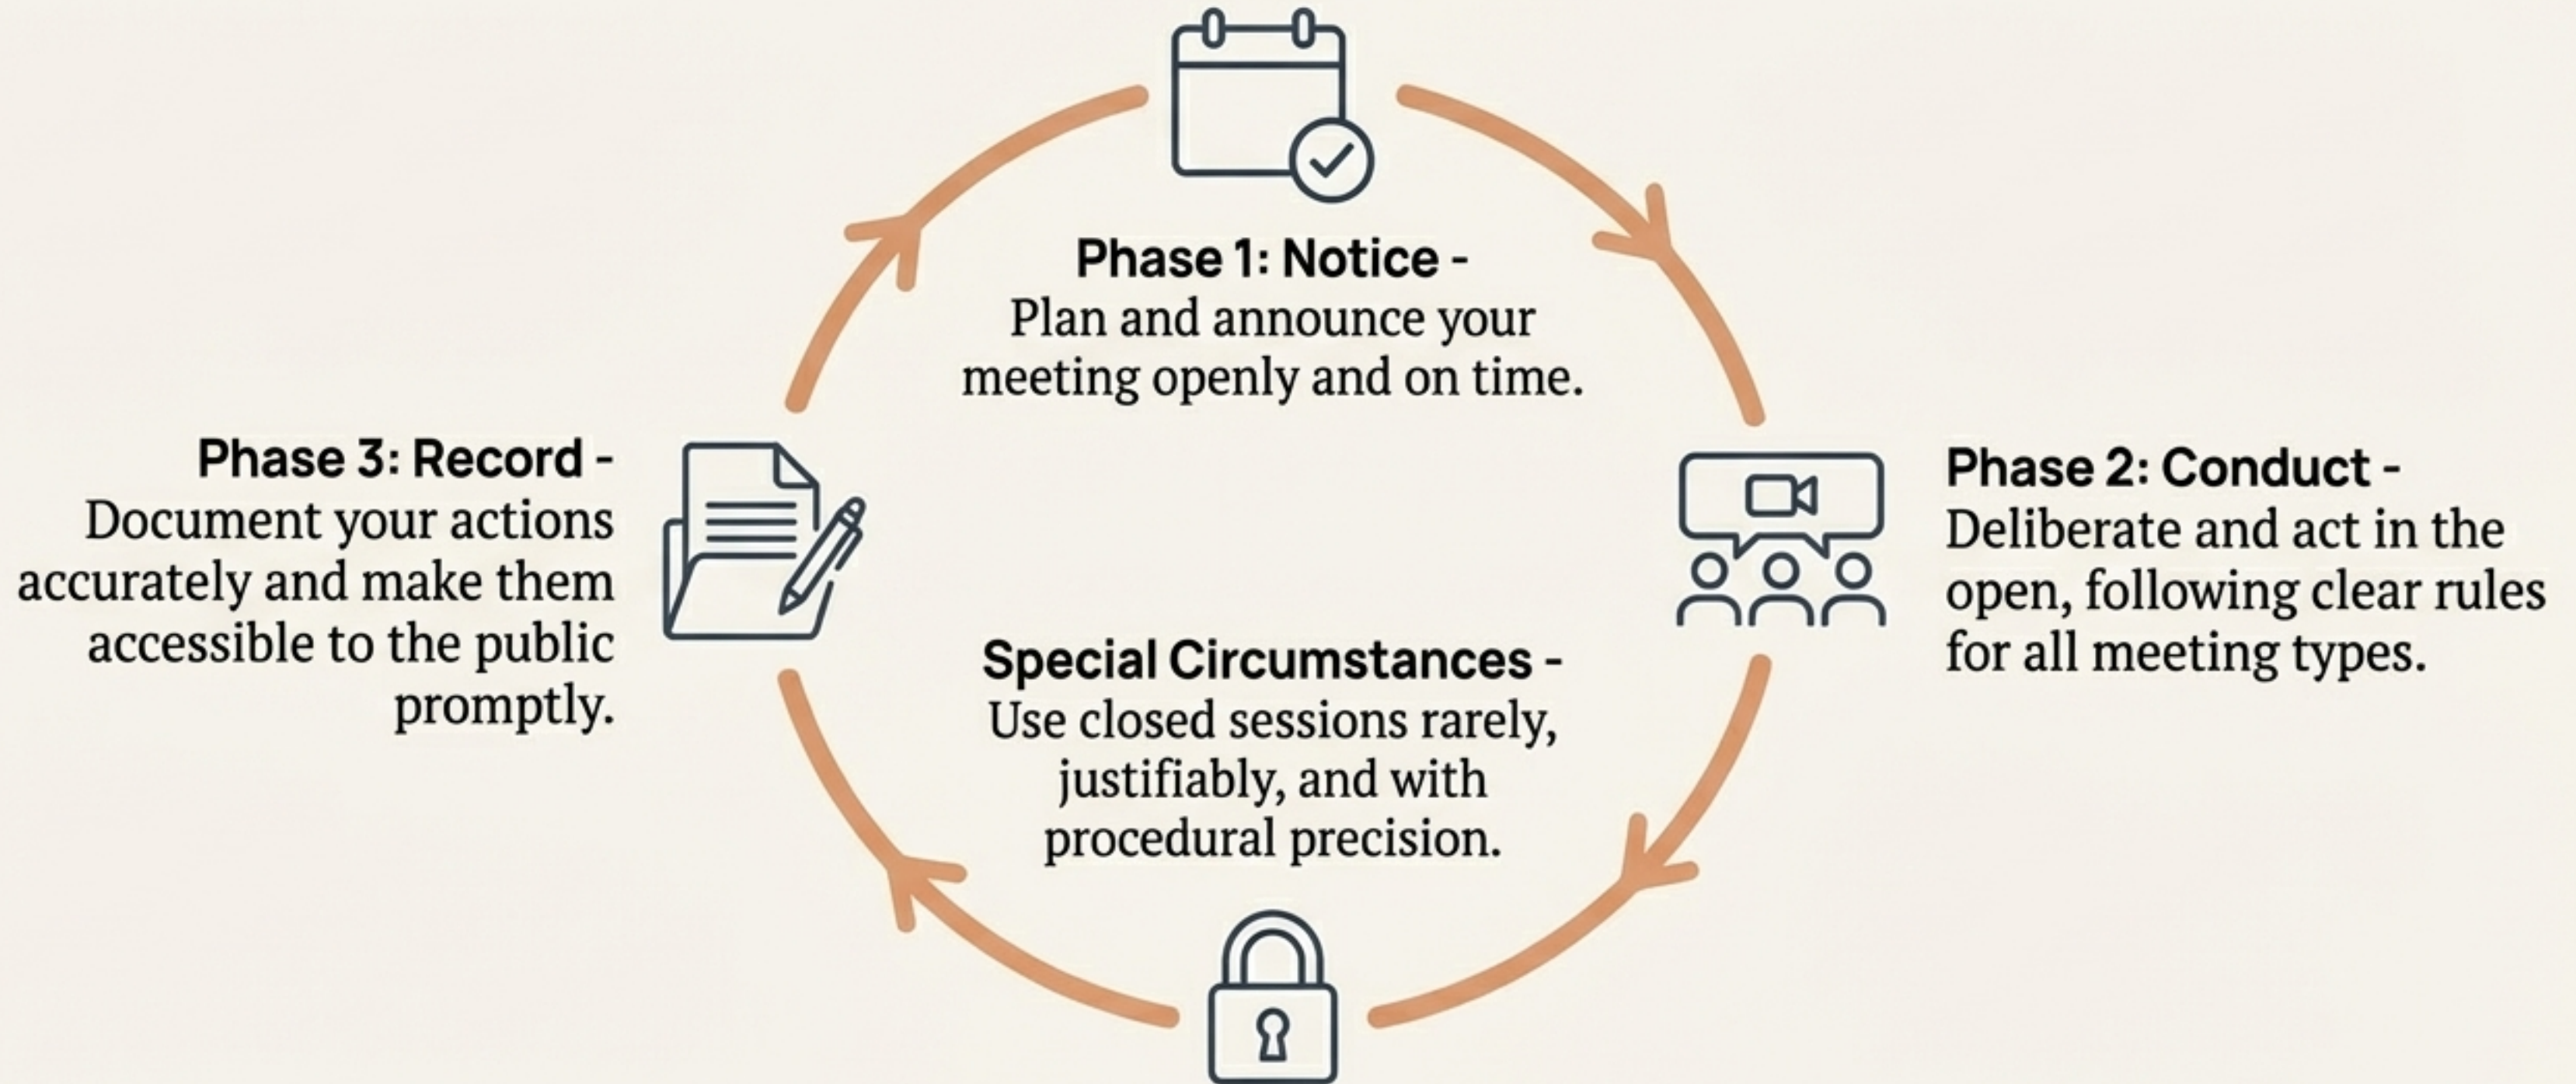 Phase 1: Notice -
Plan and announce your
meeting openly and on time.
Phase 2: Conduct -
Deliberate and act in the
open, following clear rules
for all meeting types.
Special Circumstances -
Use closed sessions rarely,
justifiably, and with
procedural precision.
Phase 3: Record -
Document your actions
accurately and make them
accessible to the public
promptly.